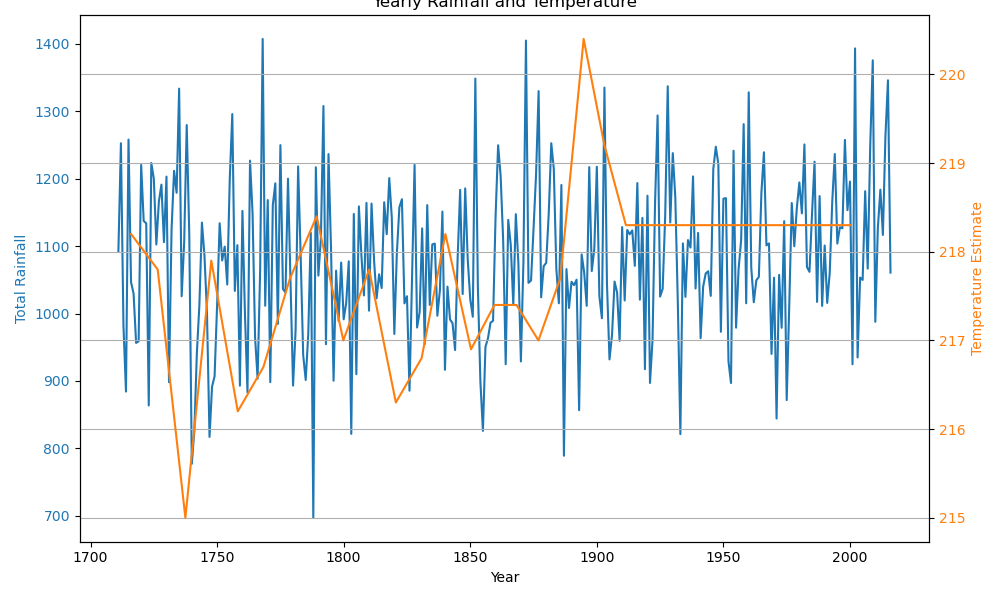 Yearly Rainfall and Temperature
1400
1300
1200
1100
1000
900
800
700
Total Rainfall
220
219
218
217
216
215
Temperature Estimate
1700 1750 1800 1850 1900 1950 2000
Year